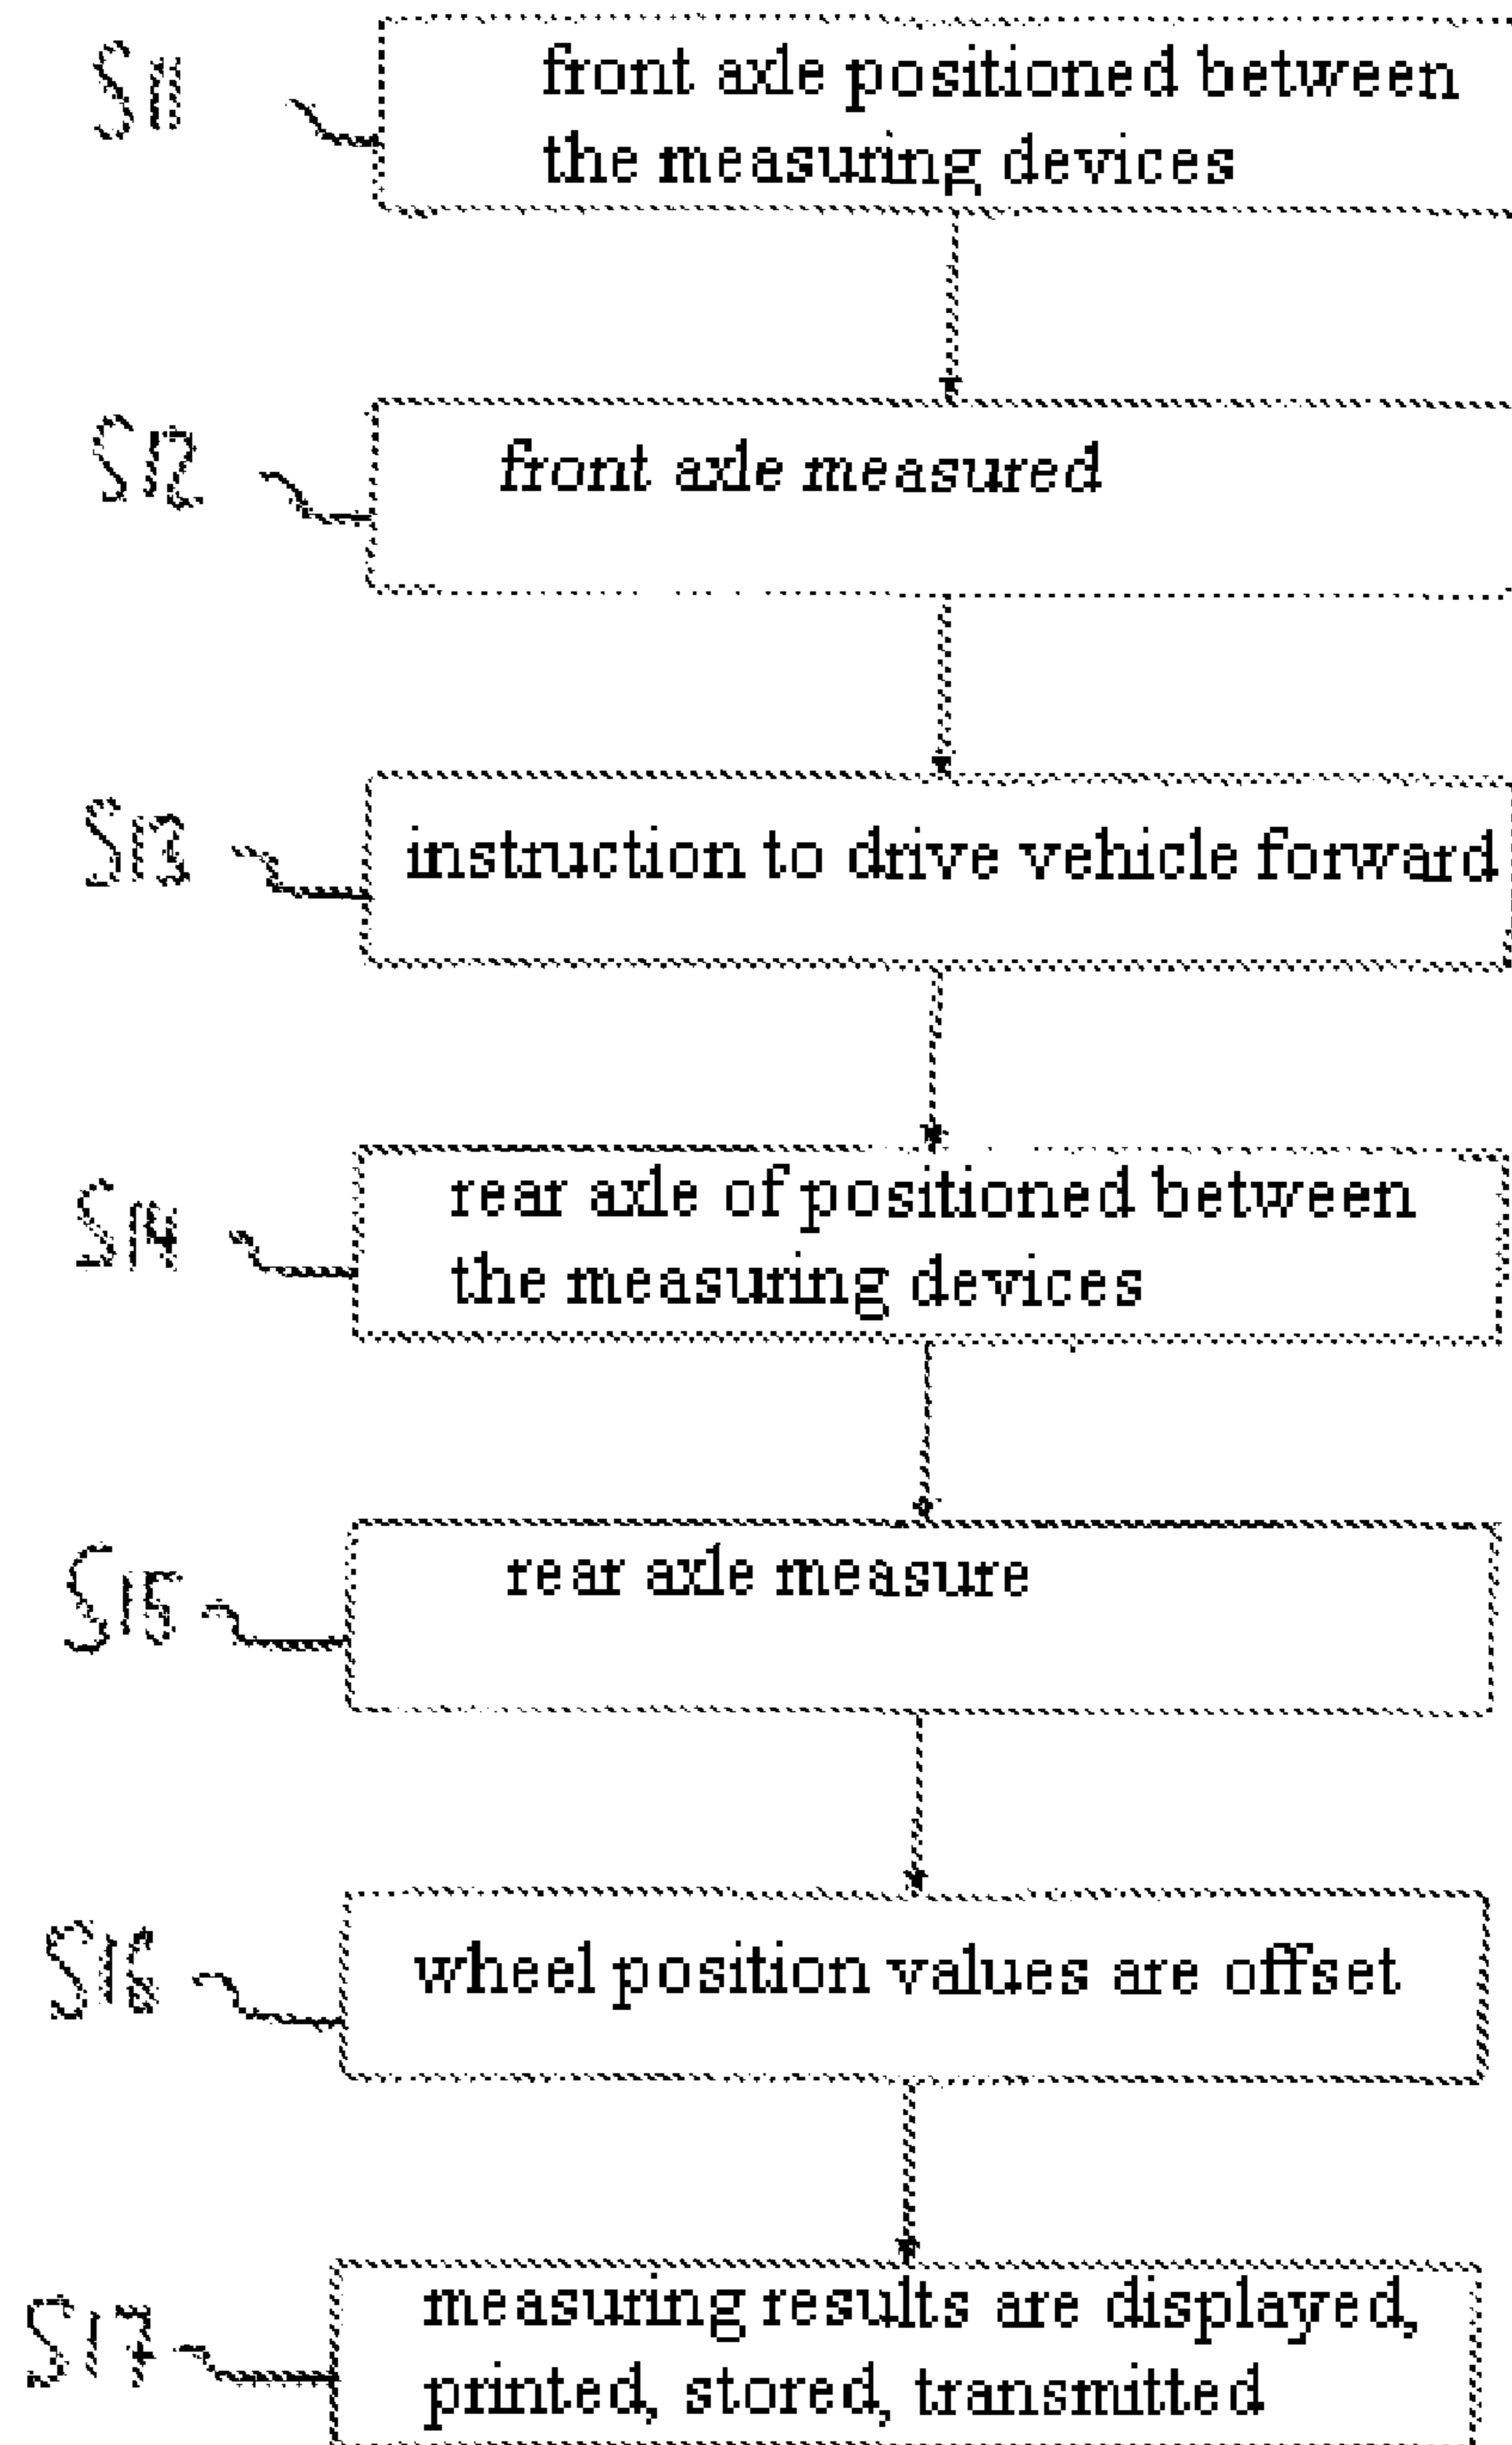 S11
front axle positioned between
the measuring devices
S12
front axle measured
S13
instruction to drive vehicle forward
S14
rear axle of positioned between
the measuring devices
S15
rear axle measure
S16
wheel position values are offset
S17
measuring results are displayed,
printed, stored, transmitted